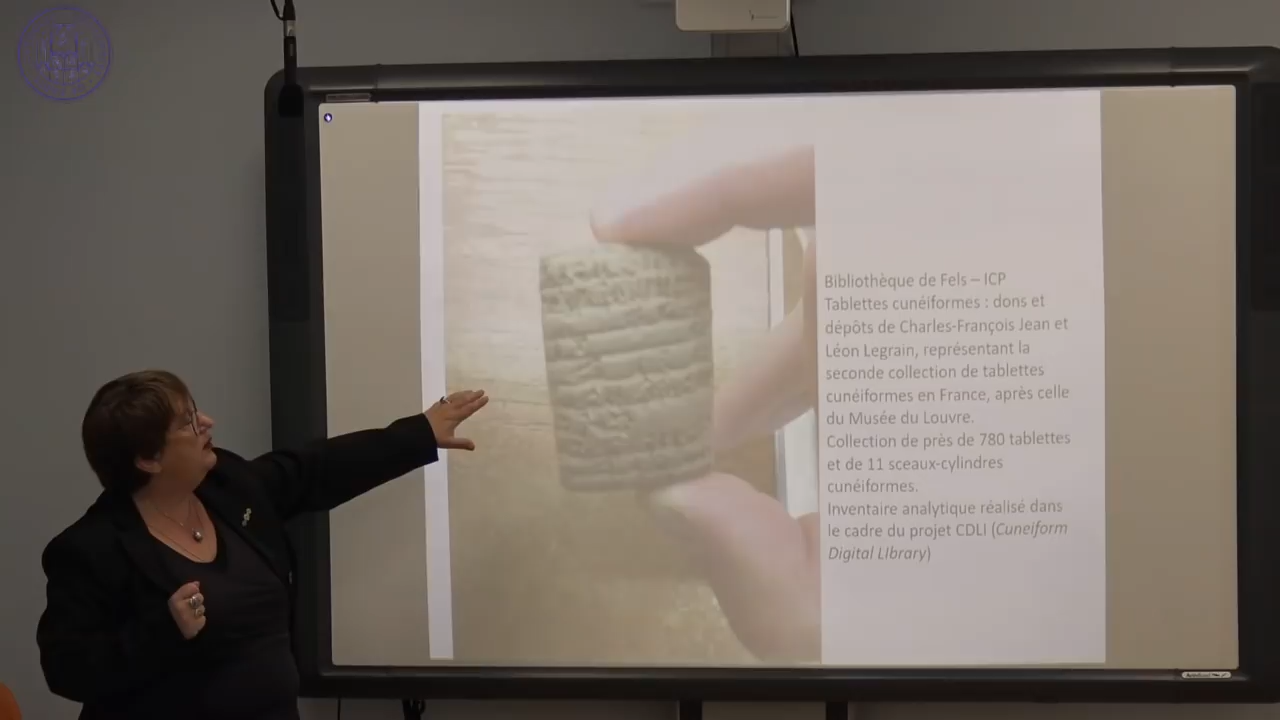 Bibliothèque de Fels – ICP
Tablettes cunéiformes : dons et
dépôts de Charles-François Jean et
Léon Legrain, représentant la
seconde collection de tablettes
cunéiformes en France, après celle
du Musée du Louvre.
Collection de près de 780 tablettes
et de 11 sceaux-cylindres
cunéiformes.
Inventaire analytique réalisé dans
le cadre du projet CDLI (Cuneiform
Digital LIbrary)